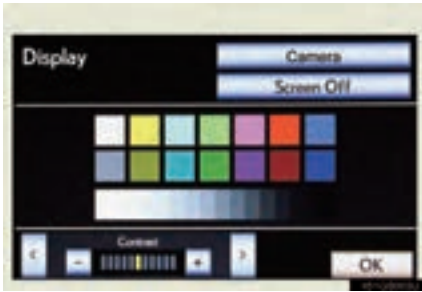 Display
Camera
Screen Off
Contrast
< - + >
OK